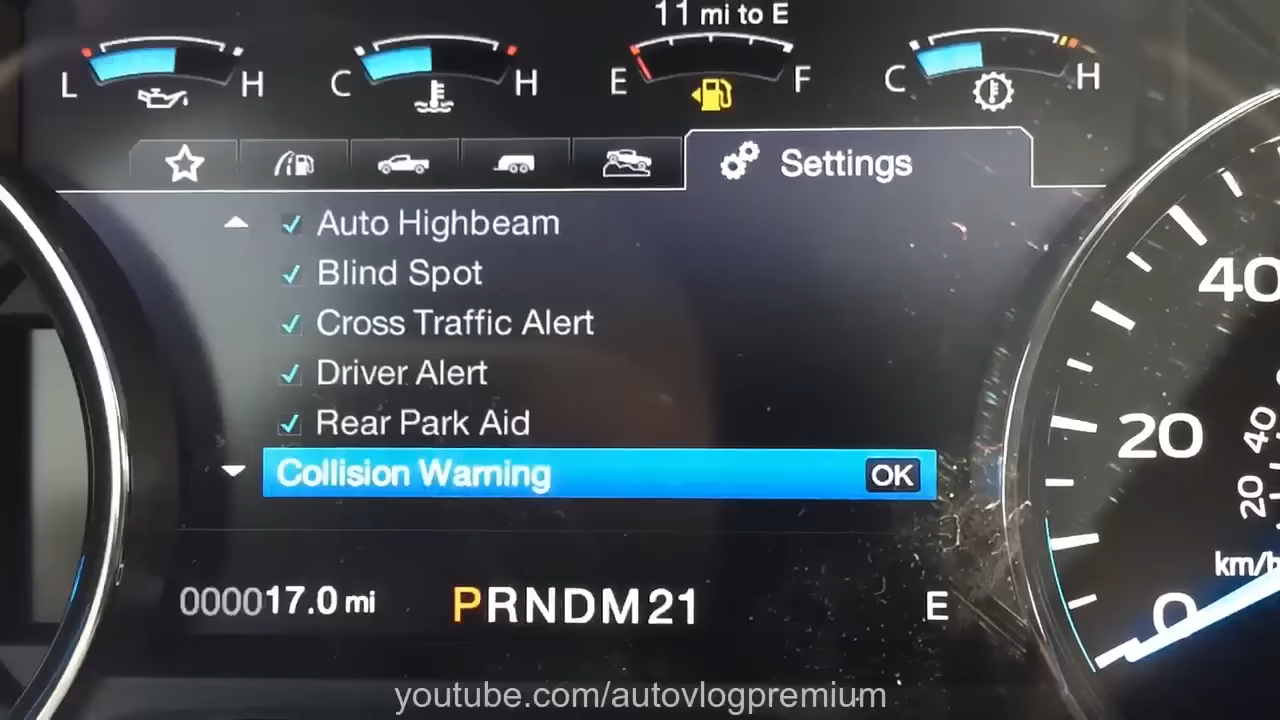 11 mi to E
L H C H E F C H
Settings
Auto Highbeam
Blind Spot
Cross Traffic Alert
Driver Alert
Rear Park Aid
Collision Warning OK
000017.0 mi PRNDM21 E
40
20
0
40
20
km/h
youtube.com/autovlogpremium